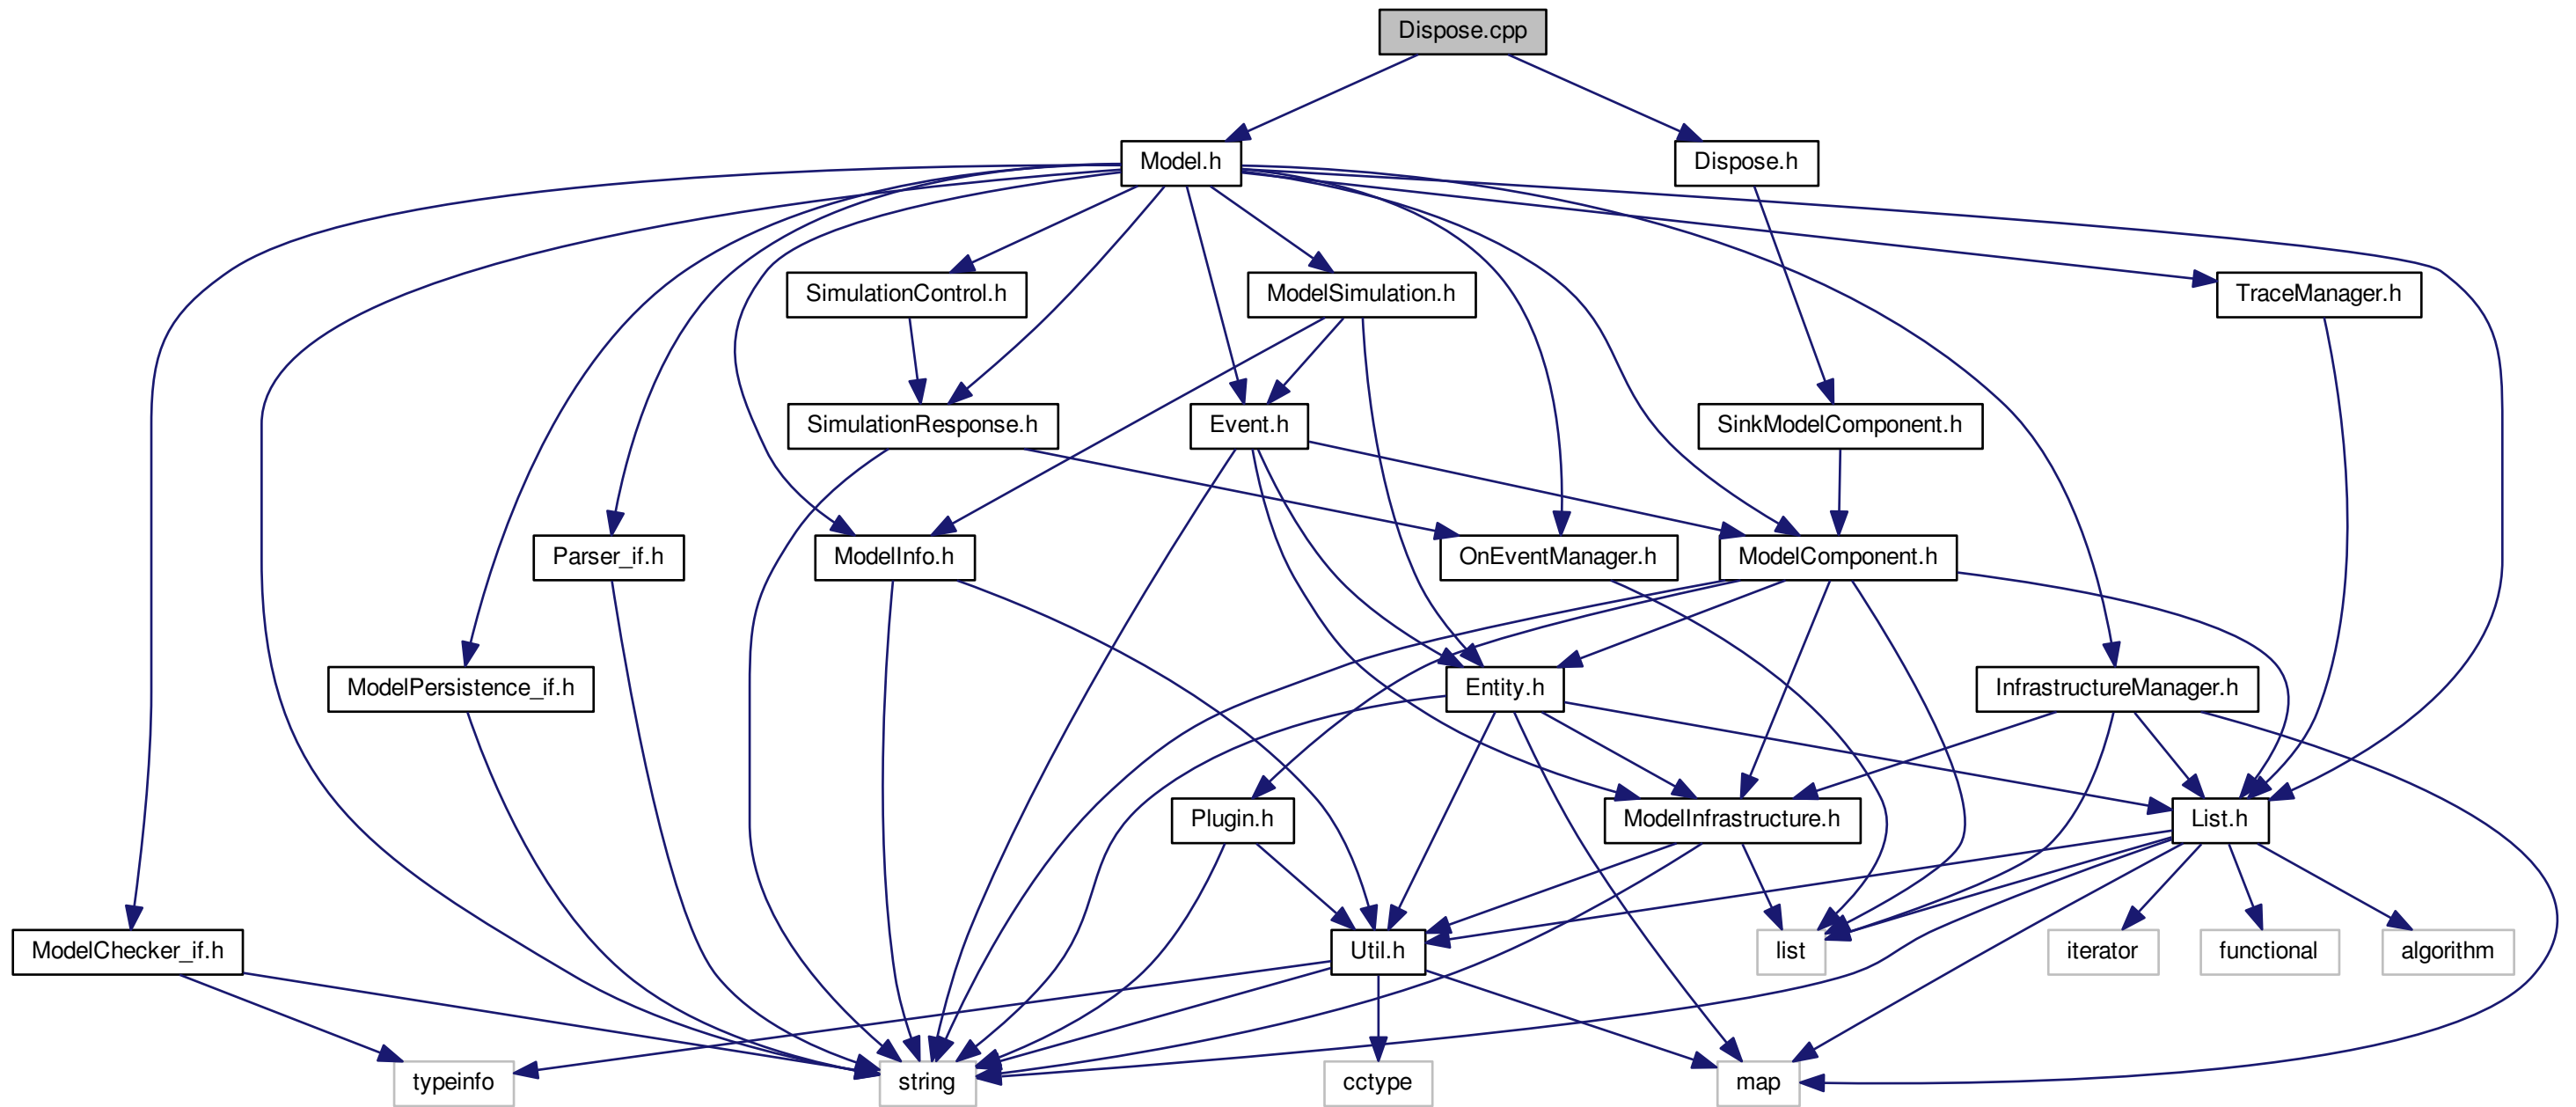 Dispose.cpp
Model.h
Dispose.h
SimulationControl.h
ModelSimulation.h
TraceManager.h
SimulationResponse.h
Event.h
SinkModelComponent.h
Parser_if.h
ModelInfo.h
OnEventManager.h
ModelComponent.h
ModelPersistence_if.h
Entity.h
InfrastructureManager.h
Plugin.h
ModelInfrastructure.h
List.h
ModelChecker_if.h
Util.h
list
iterator
functional
algorithm
typeinfo
string
cctype
map